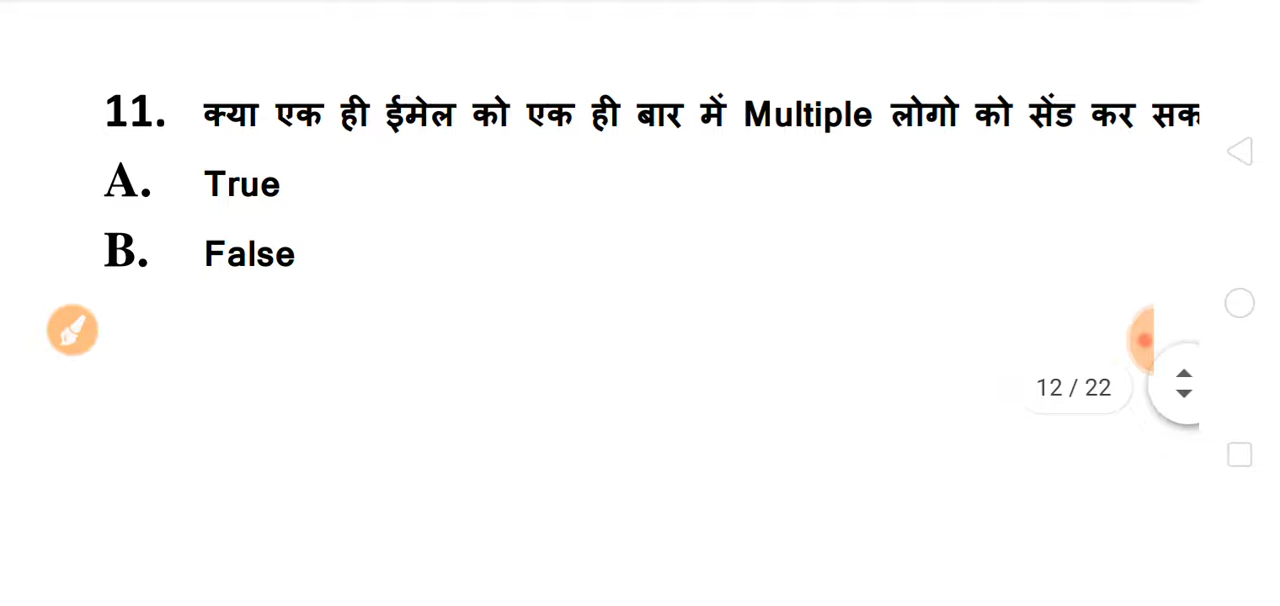 11. क्या एक ही ईमेल को एक ही बार में Multiple लोगो को सेंड कर सक
A. True
B. False
12 / 22